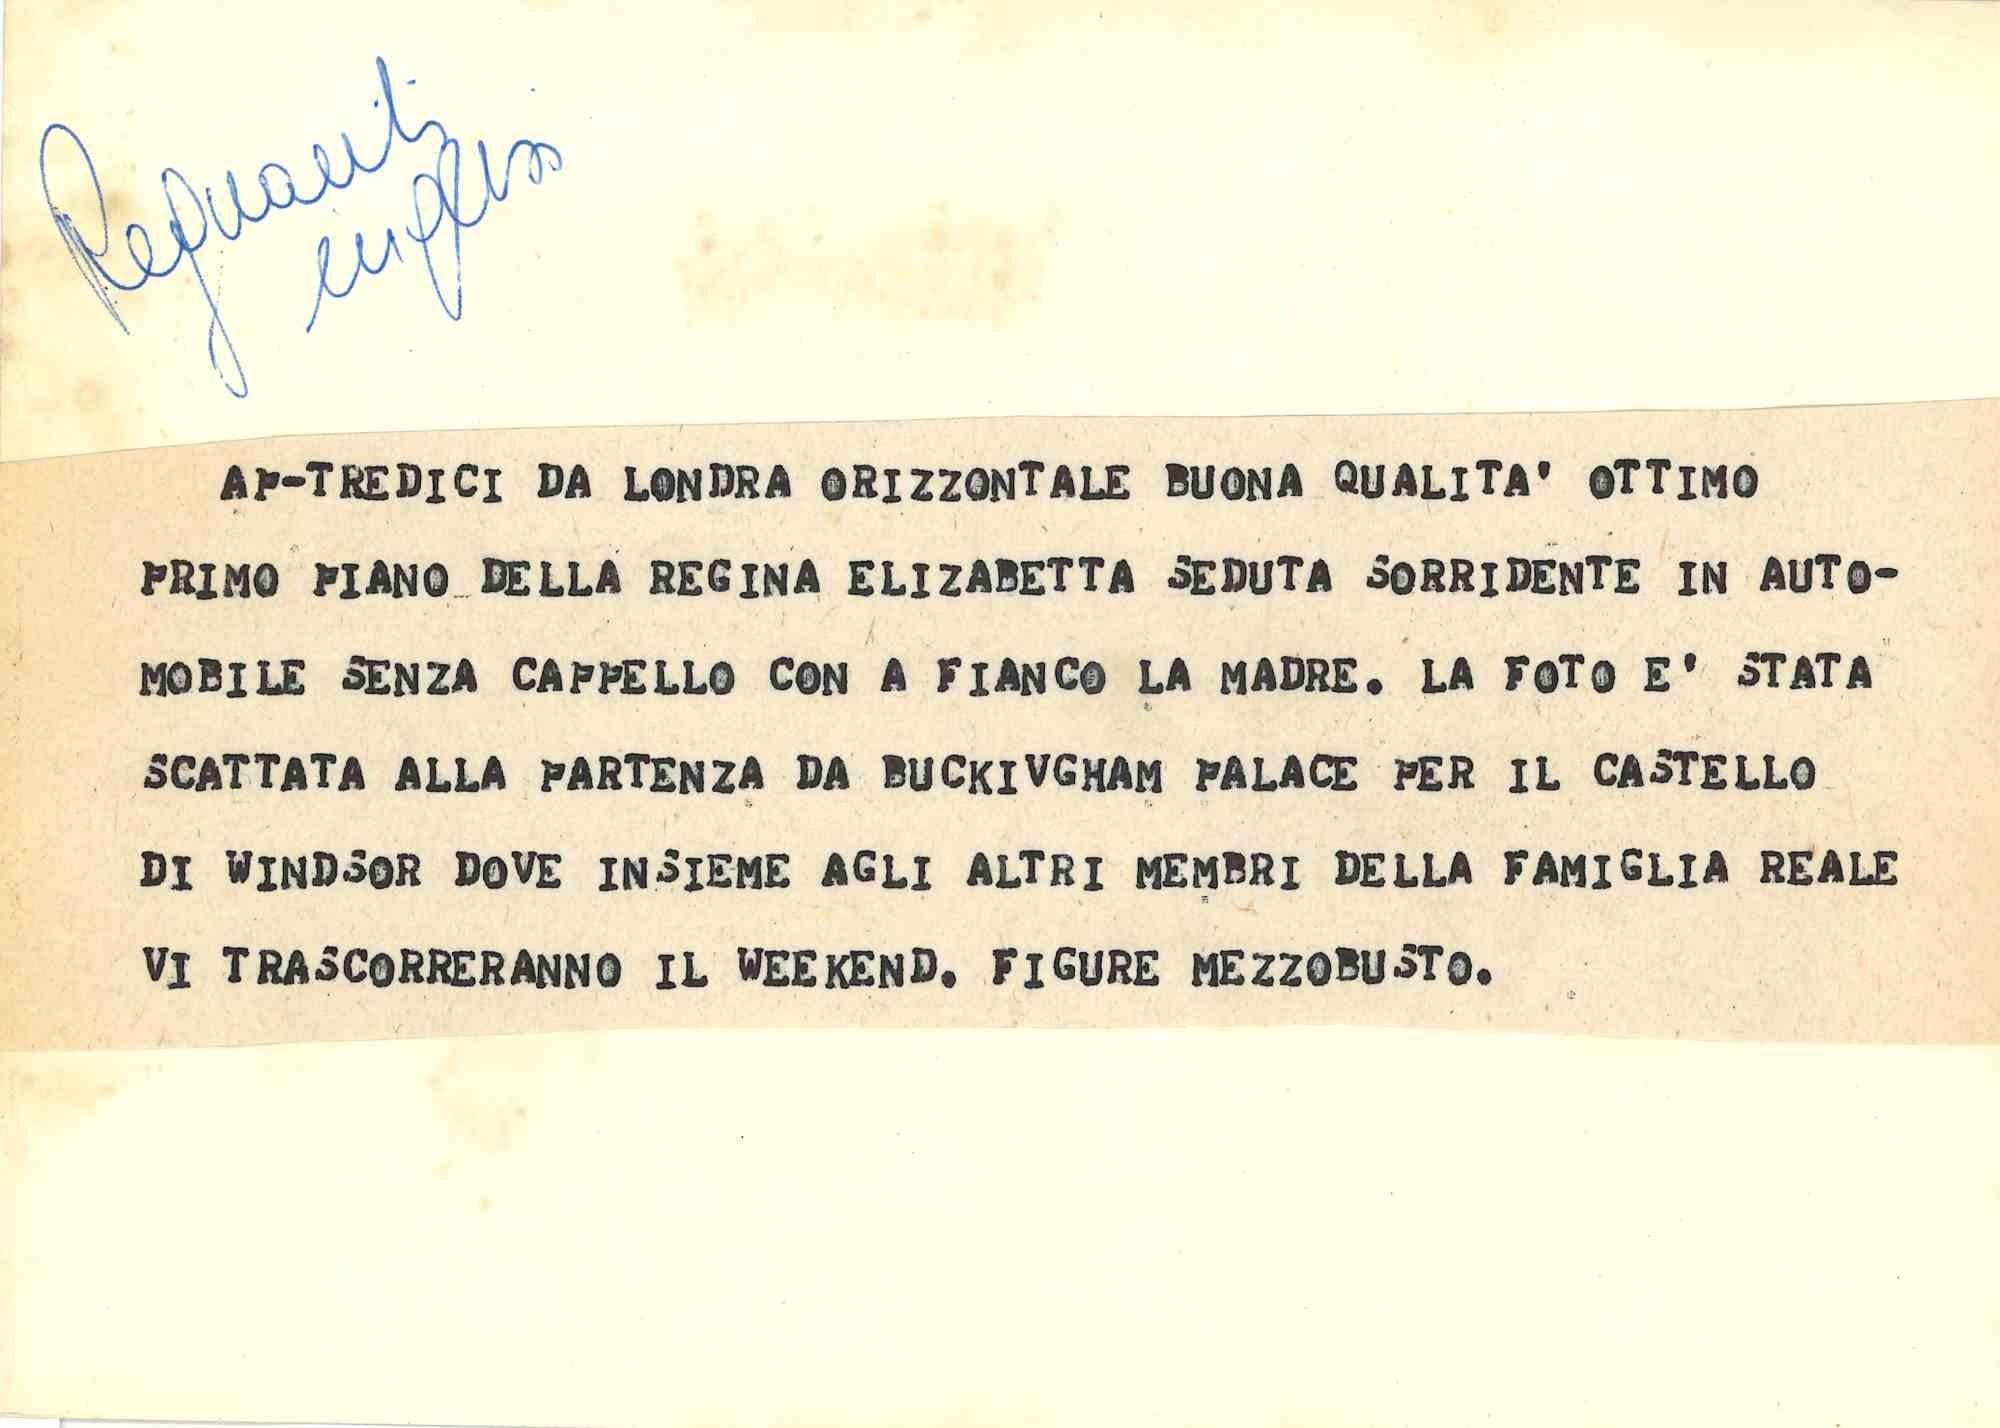 Regnanti
inglesi
AP-TREDICI DA LONDRA ORIZZONTALE BUONA QUALITA' OTTIMO
PRIMO PIANO DELLA REGINA ELIZABETTA SEDUTA SORRIDENTE IN AUTO-
MOBILE SENZA CAPPELLO CON A FIANCO LA MADRE. LA FOTO E' STATA
SCATTATA ALLA PARTENZA DA BUCKIVGHAM PALACE PER IL CASTELLO
DI WINDSOR DOVE INSIEME AGLI ALTRI MEMBRI DELLA FAMIGLIA REALE
VI TRASCORRERANNO IL WEEKEND. FIGURE MEZZOBUSTO.